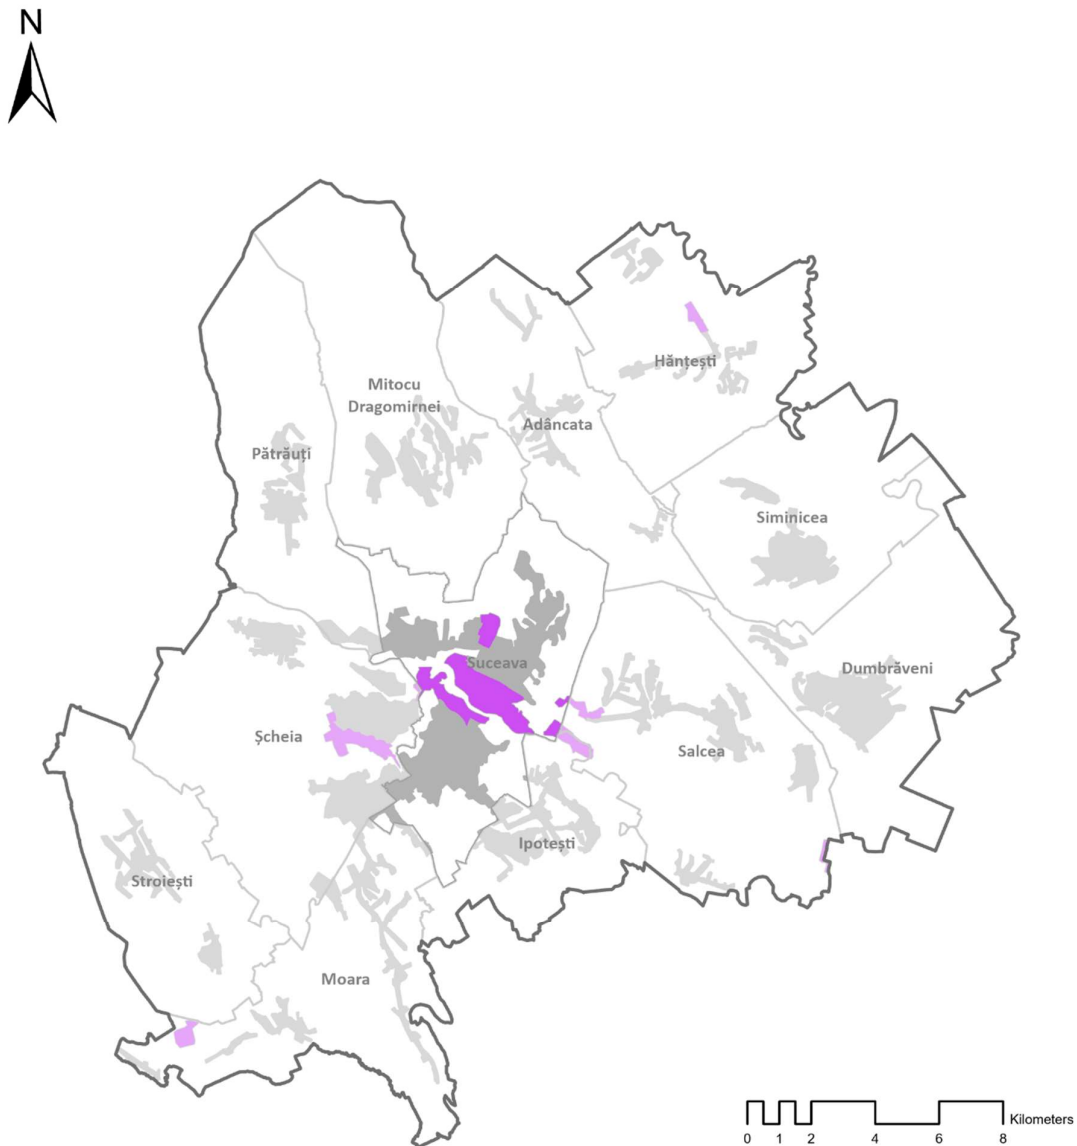 N
Hănțești
Mitocu
Dragomirnei
Adâncata
Pătrăuți
Siminicea
Suceava
Dumbrăveni
Șcheia
Salcea
Ipotești
Stroiești
Moara
Kilometers
0 1 2 4 6 8